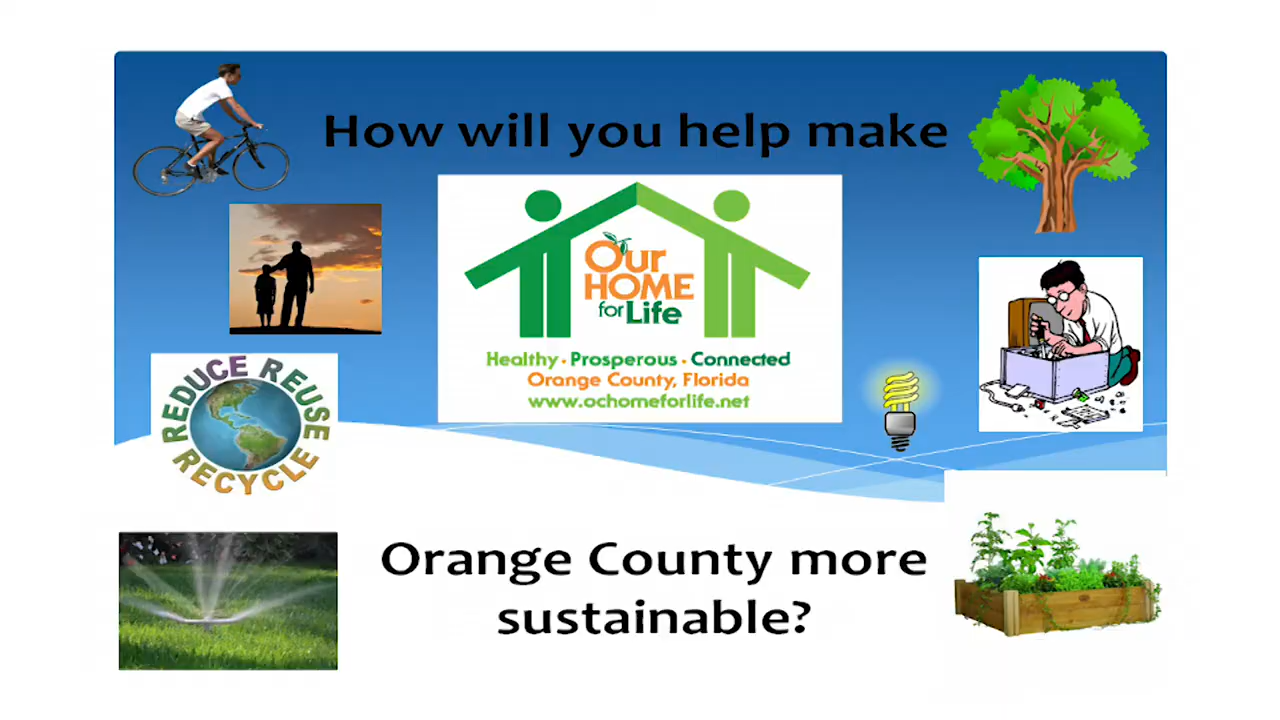 How will you help make
Our
HOME
for Life
Healthy · Prosperous · Connected
Orange County, Florida
www.ochomeforlife.net
REDUCE REUSE
RECYCLE
Orange County more
sustainable?